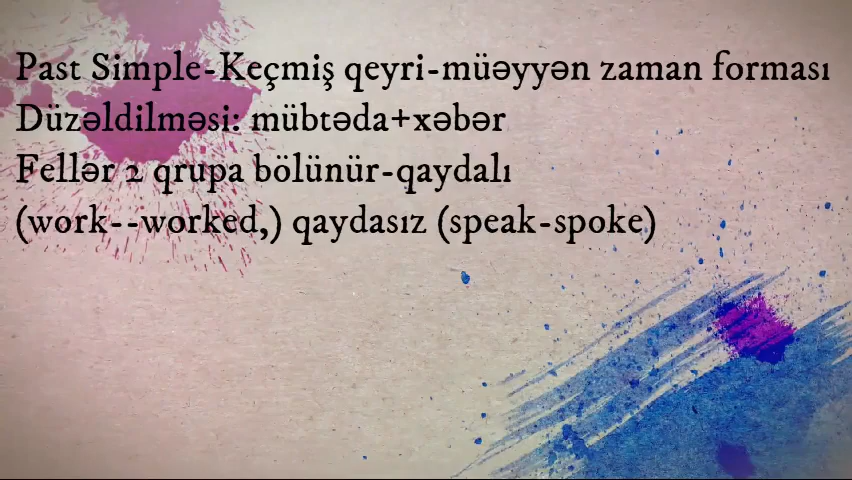 Past Simple-Keçmiş qeyri-müəyyən zaman forması
Düzəldilməsi: mübtəda+xəbər
Fellər 2 qrupa bölünür-qaydalı
(work--worked,) qaydasız (speak-spoke)